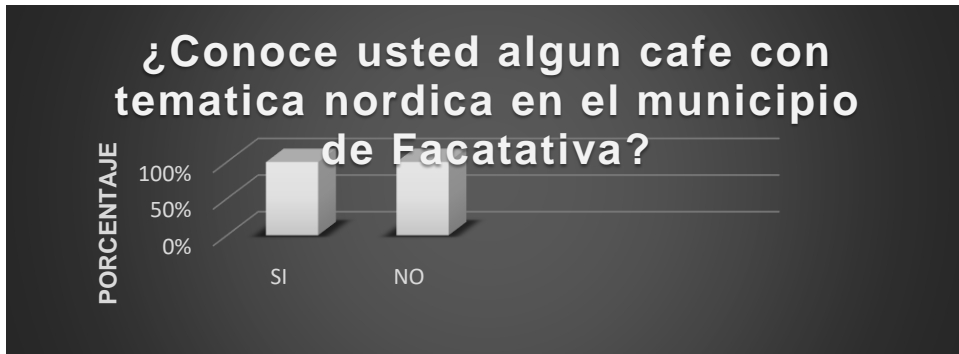 ¿Conoce usted algun cafe con
tematica nordica en el municipio
de Facatativa?
PORCENTAJE
100%
50%
0%
SI
NO